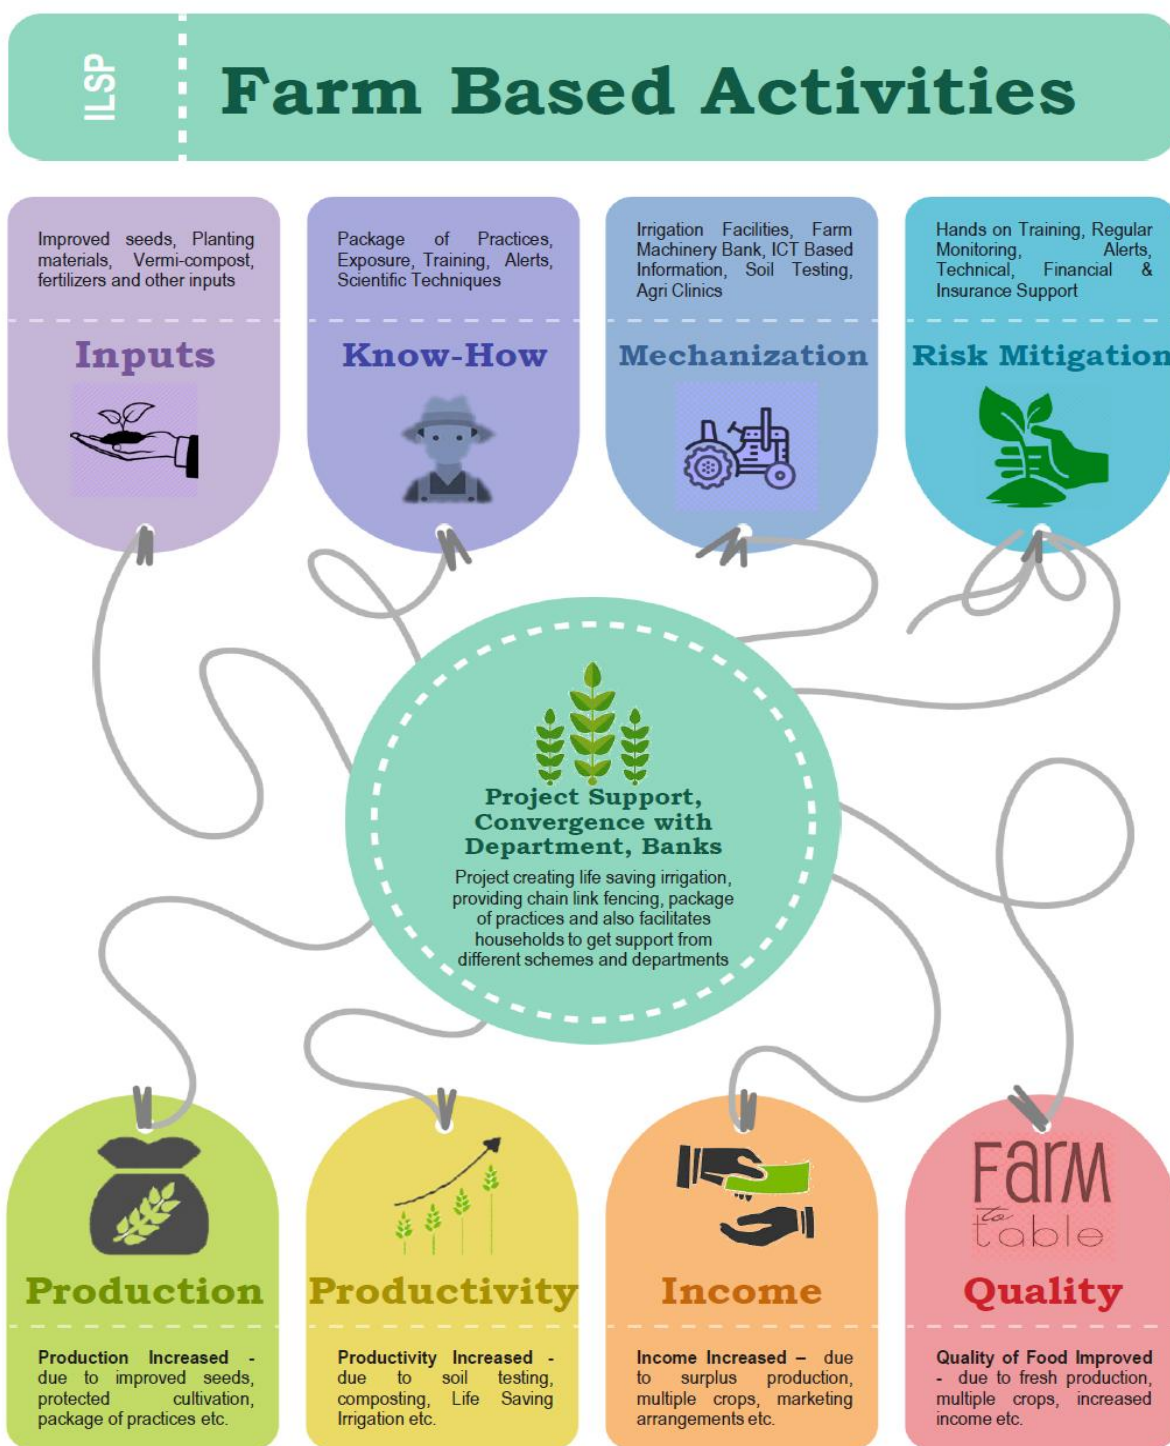 ILSP
Farm Based Activities
Improved seeds, Planting
materials, Vermi-compost,
fertilizers and other inputs
Inputs
Package of Practices,
Exposure, Training, Alerts,
Scientific Techniques
Know-How
Irrigation Facilities, Farm
Machinery Bank, ICT Based
Information, Soil Testing,
Agri Clinics
Mechanization
Hands on Training, Regular
Monitoring, Alerts,
Technical, Financial &
Insurance Support
Risk Mitigation
Project Support,
Convergence with
Department, Banks
Project creating life saving irrigation,
providing chain link fencing, package
of practices and also facilitates
households to get support from
different schemes and departments
Production
Production Increased -
due to improved seeds,
protected cultivation,
package of practices etc.
Productivity
Productivity Increased -
due to soil testing,
composting, Life Saving
Irrigation etc.
Income
Income Increased – due
to surplus production,
multiple crops, marketing
arrangements etc.
Farm
to
table
Quality
Quality of Food Improved
- due to fresh production,
multiple crops, increased
income etc.